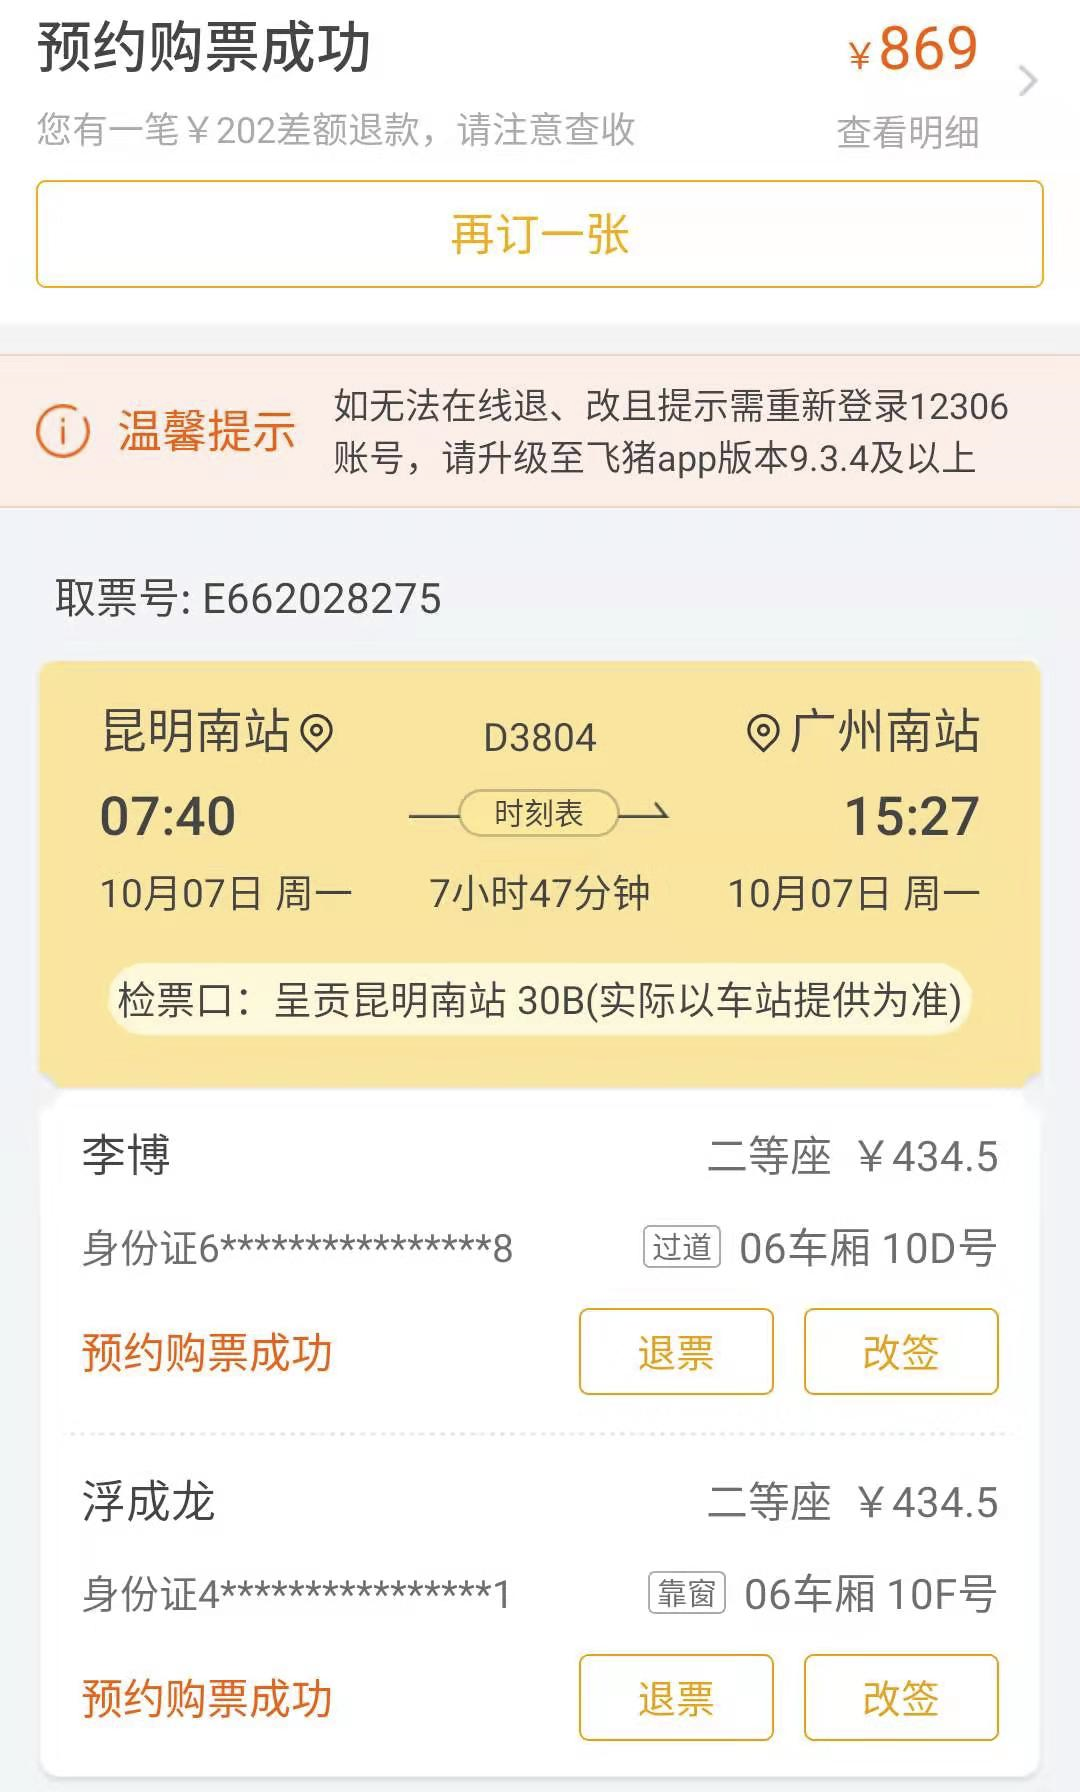 预约购票成功 ¥869
您有一笔￥202差额退款，请注意查收 查看明细
再订一张
温馨提示
如无法在线退、改且提示需重新登录12306
账号，请升级至飞猪app版本9.3.4及以上
取票号: E662028275
昆明南站 D3804 广州南站
07:40 时刻表 15:27
10月07日 周一 7小时47分钟 10月07日 周一
检票口：呈贡昆明南站 30B(实际以车站提供为准)
李博 二等座 ￥434.5
身份证6****************8 过道 06车厢 10D号
预约购票成功 退票 改签
浮成龙 二等座 ￥434.5
身份证4****************1 靠窗 06车厢 10F号
预约购票成功 退票 改签